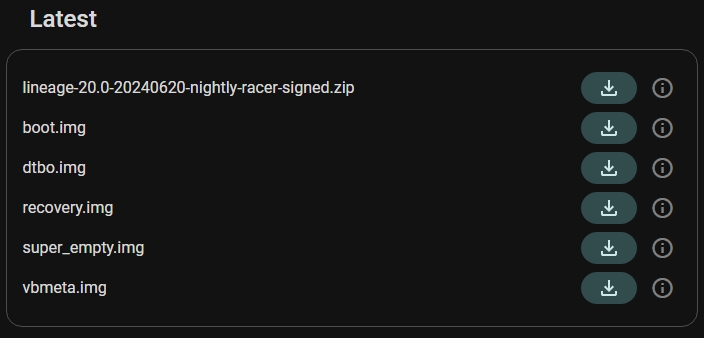 Latest
lineage-20.0-20240620-nightly-racer-signed.zip
boot.img
dtbo.img
recovery.img
super_empty.img
vbmeta.img